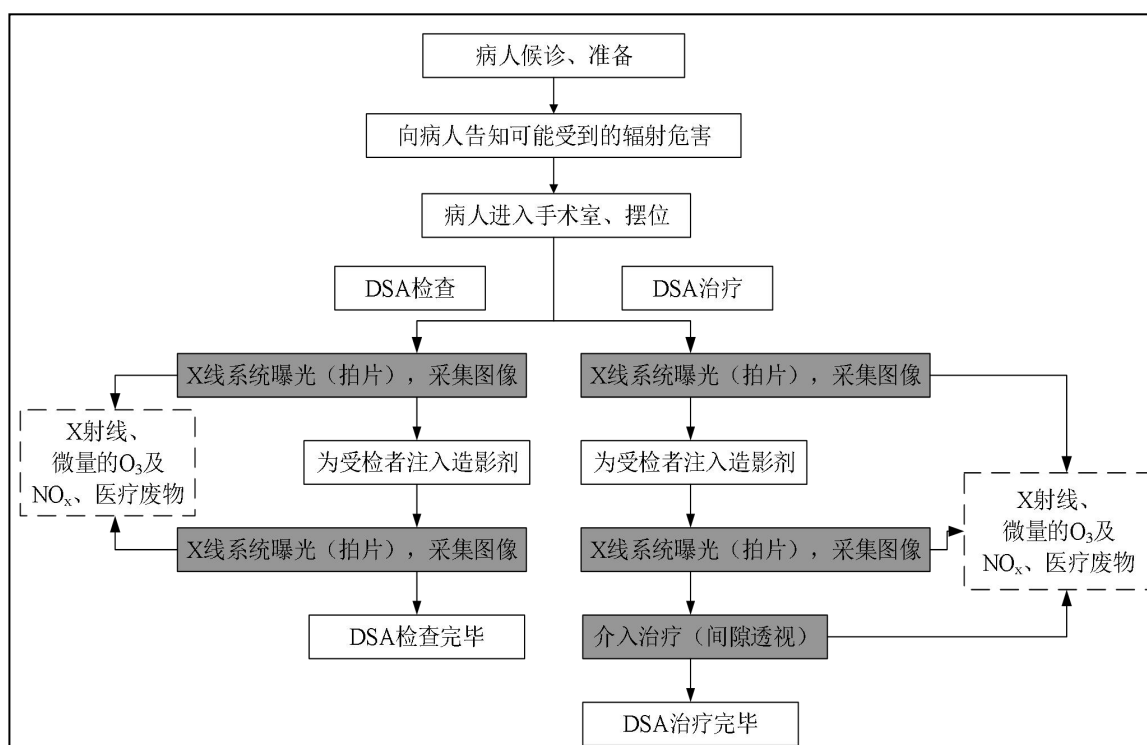 病人候诊、准备
向病人告知可能受到的辐射危害
病人进入手术室、摆位
DSA检查
DSA治疗
X线系统曝光（拍片），采集图像
X线系统曝光（拍片），采集图像
X射线、
微量的O₃及
NOₓ、医疗废物
为受检者注入造影剂
为受检者注入造影剂
X射线、
微量的O₃及
NOₓ、医疗废物
X线系统曝光（拍片），采集图像
X线系统曝光（拍片），采集图像
DSA检查完毕
介入治疗（间隙透视）
DSA治疗完毕